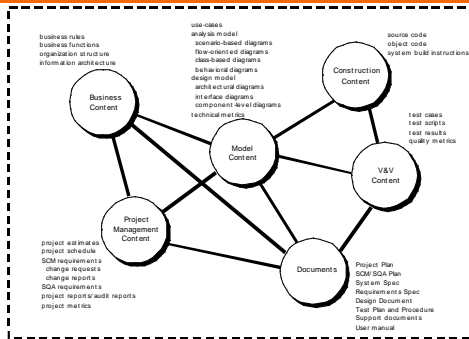 business rules
business functions
organization structure
information architecture
use-cases
analysis model
scenario-based diagrams
flow-oriented diagrams
class-based diagrams
behavioral diagrams
design model
architectural diagrams
interface diagrams
component-level diagrams
technical metrics
source code
object code
system build instructions
Business
Content
Construction
Content
Model
Content
test cases
test scripts
test results
quality metrics
V&V
Content
Project
Management
Content
project estimates
project schedule
SCM requirements
change requests
change reports
SQA requirements
project reports/audit reports
project metrics
Documents
Project Plan
SCM/SQA Plan
System Spec
Requirements Spec
Design Document
Test Plan and Procedure
Support documents
User manual